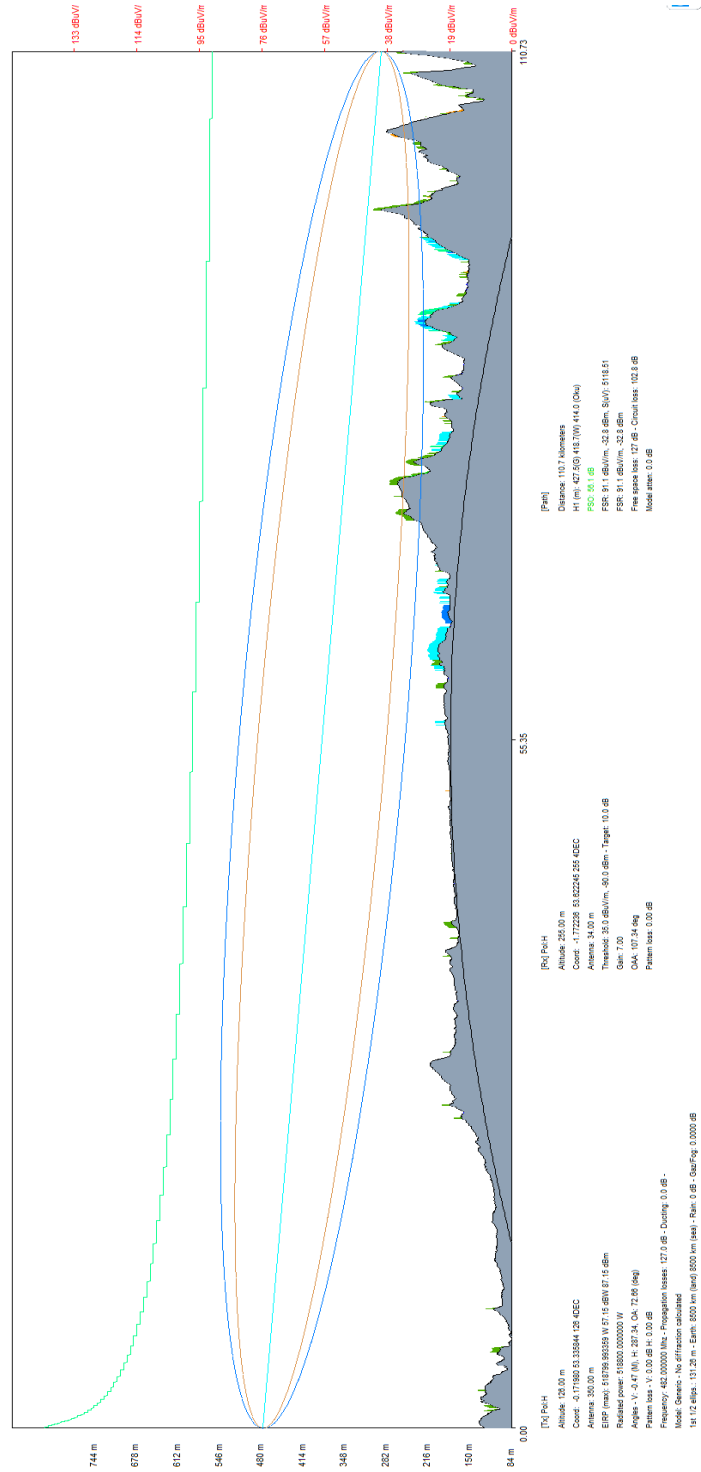 744 m
678 m
612 m
546 m
480 m
414 m
348 m
282 m
216 m
150 m
84 m
133 dBuV/
114 dBuV/
95 dBuV/m
76 dBuV/m
57 dBuV/m
38 dBuV/m
19 dBuV/m
0 dBuV/m
0.00
55.35
110.73
[Tx] Pol:H
Altitude: 126.00 m
Coord: -0.171980 53.335844 126 4DEC
Antenna: 350.00 m
EIRP (max): 518799.993359 W 57.15 dBW 87.15 dBm
Radiated power: 518800.0000000 W
Angles - V: -0.47 (M), H: 287.34, OA: 72.66 (deg)
Pattern loss - V: 0.00 dB H: 0.00 dB
Frequency: 482.000000 Mhz - Propagation losses: 127.0 dB - Ducting: 0.0 dB -
Model: Generic - No diffraction calculated
1st 1/2 ellips.: 131.26 m - Earth: 8500 km (land) 8500 km (sea) - Rain: 0 dB - Gaz/Fog: 0.0000 dB
[Rx] Pol:H
Altitude: 255.00 m
Coord: -1.772236 53.622245 255 4DEC
Antenna: 34.00 m
Threshold: 35.0 dBuV/m, -90.0 dBm - Target: 10.0 dB
Gain: 7.00
OAA: 107.34 deg
Pattern loss: 0.00 dB
[Path]
Distance: 110.7 kilometers
H1 (m): 427.5(G) 418.7(W) 414.0 (Oku)
PSO: 56.1 dB
FSR: 91.1 dBuV/m, -32.8 dBm, S(uV): 5118.51
FSR: 91.1 dBuV/m, -32.8 dBm
Free space loss: 127 dB - Circuit loss: 102.8 dB
Model atten: 0.0 dB